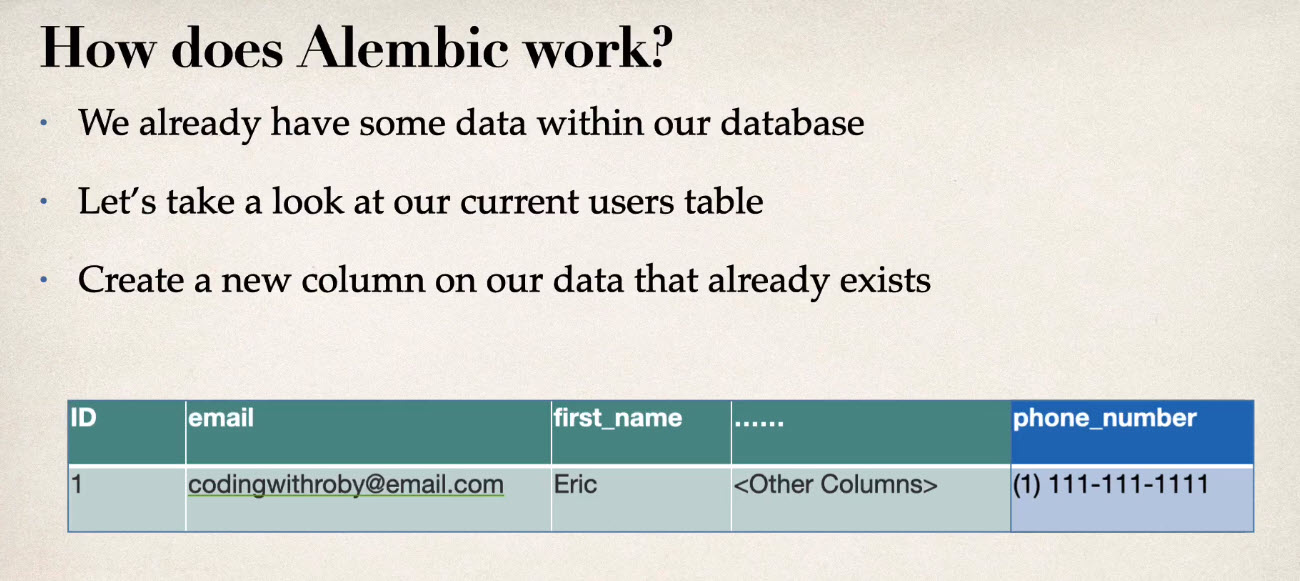 How does Alembic work?
• We already have some data within our database
• Let’s take a look at our current users table
• Create a new column on our data that already exists
ID email first_name ...... phone_number
1 codingwithroby@email.com Eric <Other Columns> (1) 111-111-1111